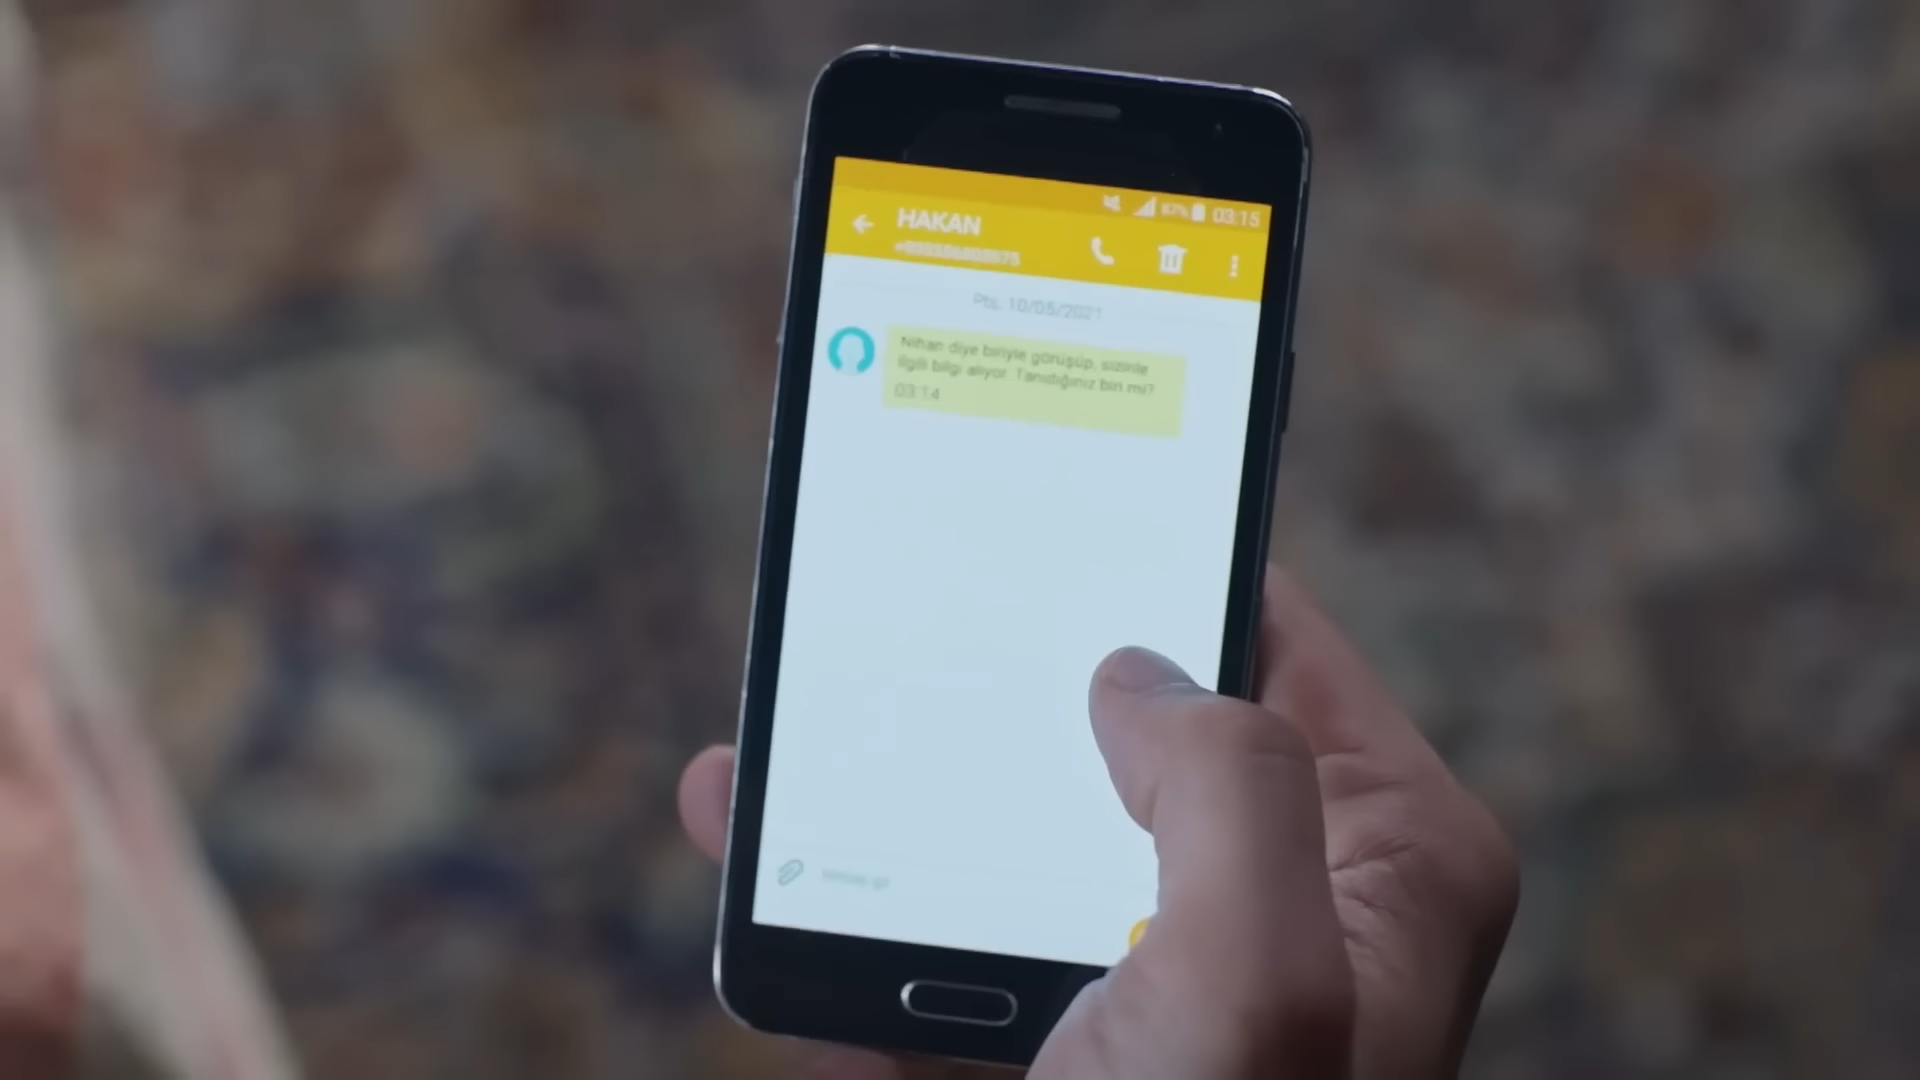 82% 03:15
HAKAN
Pts, 10/05/2021
Nihan diye biriyle görüşüp, sizinle
ilgili bilgi alıyor. Tanıdığınız biri mi?
03:14